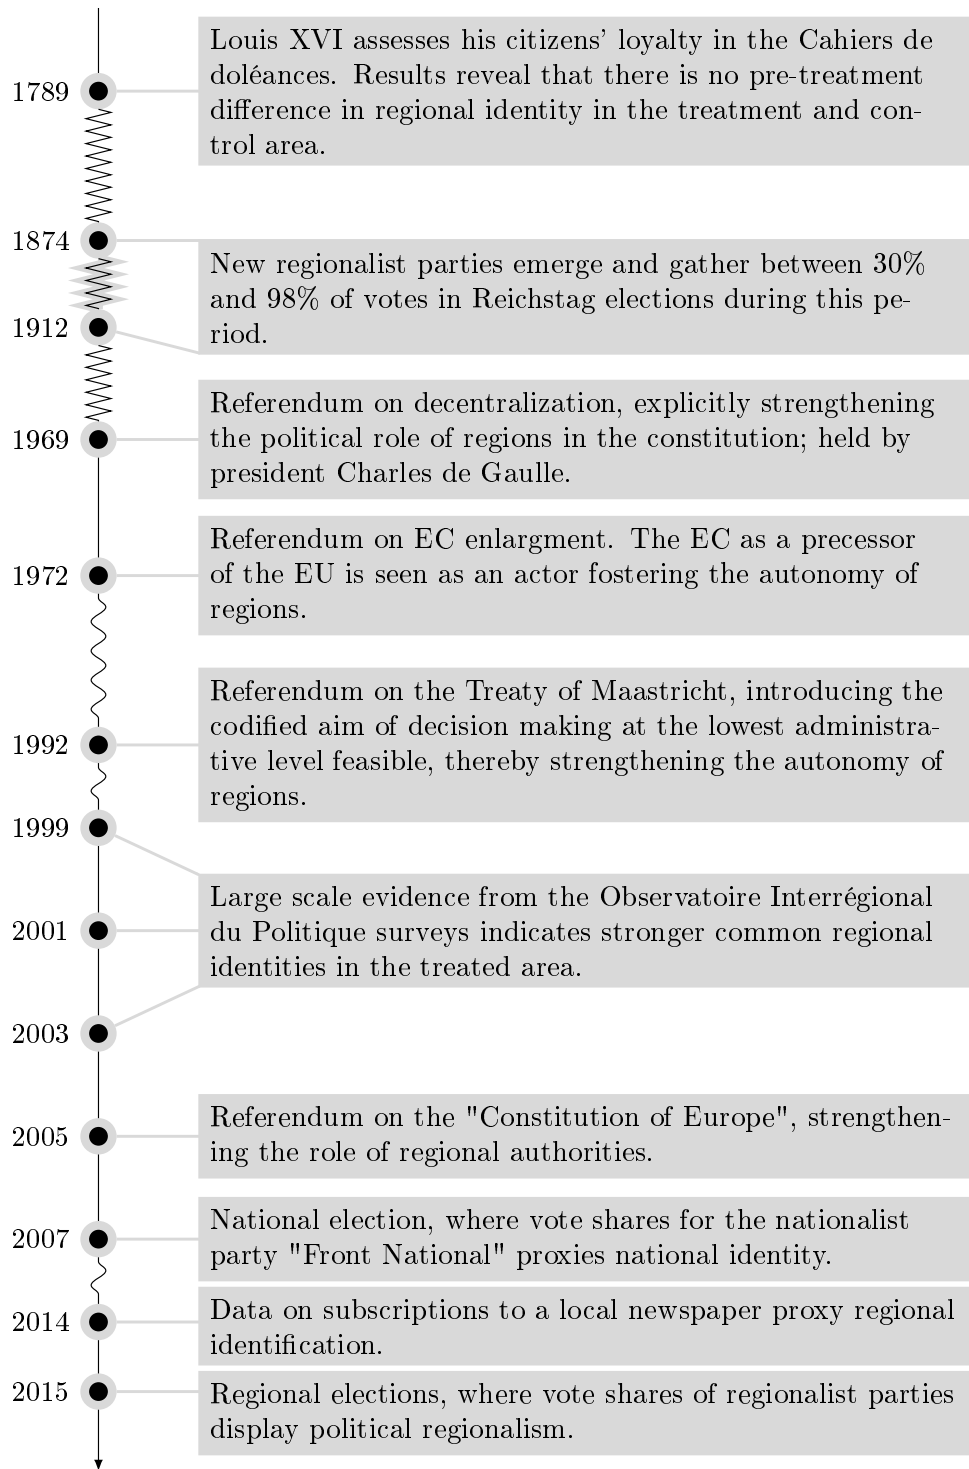 Louis XVI assesses his citizens' loyalty in the Cahiers de
doléances. Results reveal that there is no pre-treatment
1789
difference in regional identity in the treatment and con-
trol area.
1874
New regionalist parties emerge and gather between 30%
and 98% of votes in Reichstag elections during this pe-
1912
riod.
Referendum on decentralization, explicitly strengthening
1969
the political role of regions in the constitution; held by
president Charles de Gaulle.
Referendum on EC enlargment. The EC as a precessor
1972
of the EU is seen as an actor fostering the autonomy of
regions.
Referendum on the Treaty of Maastricht, introducing the
codified aim of decision making at the lowest administra-
1992
tive level feasible, thereby strengthening the autonomy of
regions.
1999
Large scale evidence from the Observatoire Interrégional
2001
du Politique surveys indicates stronger common regional
identities in the treated area.
2003
Referendum on the "Constitution of Europe", strengthen-
2005
ing the role of regional authorities.
National election, where vote shares for the nationalist
2007
party "Front National" proxies national identity.
Data on subscriptions to a local newspaper proxy regional
2014
identification.
2015
Regional elections, where vote shares of regionalist parties
display political regionalism.